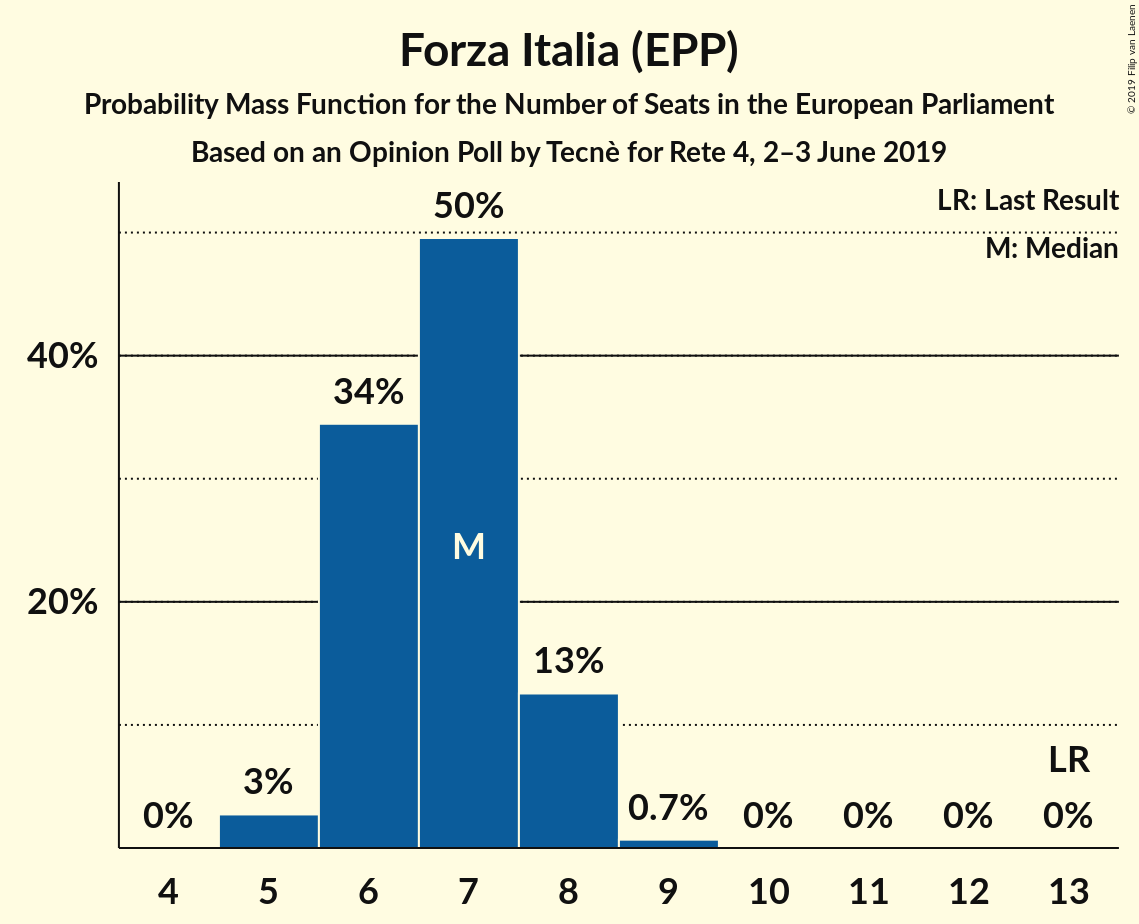 Forza Italia (EPP)
Probability Mass Function for the Number of Seats in the European Parliament
Based on an Opinion Poll by Tecnè for Rete 4, 2–3 June 2019
© 2019 Filip van Laenen
LR: Last Result
M: Median
50%
40%
34%
M
20%
13%
LR
3%
0.7%
0%
0%
0%
0%
0%
4 5 6 7 8 9 10 11 12 13